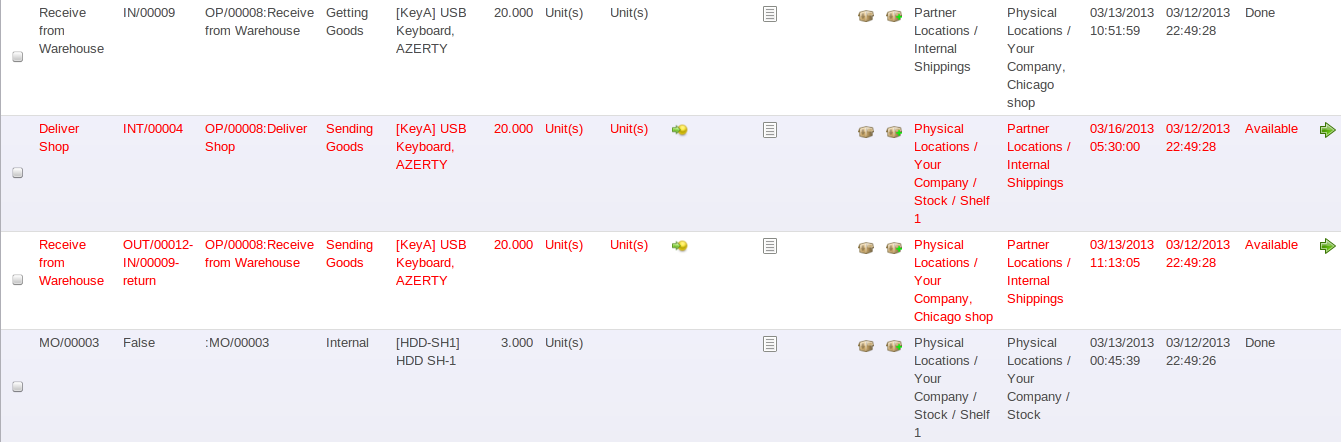 Receive IN/00009 OP/00008:Receive Getting [KeyA] USB 20.000 Unit(s) Unit(s) Partner Physical 03/13/2013 03/12/2013 Done
from from Warehouse Goods Keyboard, Locations / Locations / 10:51:59 22:49:28
Warehouse AZERTY Internal Your
Shippings Company,
Chicago
shop
Deliver INT/00004 OP/00008:Deliver Sending [KeyA] USB 20.000 Unit(s) Unit(s) Physical Partner 03/16/2013 03/12/2013 Available
Shop Shop Goods Keyboard, Locations / Locations / 05:30:00 22:49:28
AZERTY Your Internal
Company / Shippings
Stock / Shelf
1
Receive OUT/00012- OP/00008:Receive Sending [KeyA] USB 20.000 Unit(s) Unit(s) Physical Partner 03/13/2013 03/12/2013 Available
from IN/00009- from Warehouse Goods Keyboard, Locations / Locations / 11:13:05 22:49:28
Warehouse return AZERTY Your Internal
Company, Shippings
Chicago shop
MO/00003 False :MO/00003 Internal [HDD-SH1] 3.000 Unit(s) Physical Physical 03/13/2013 03/12/2013 Done
HDD SH-1 Locations / Locations / 00:45:39 22:49:26
Your Your
Company / Company /
Stock / Shelf Stock
1